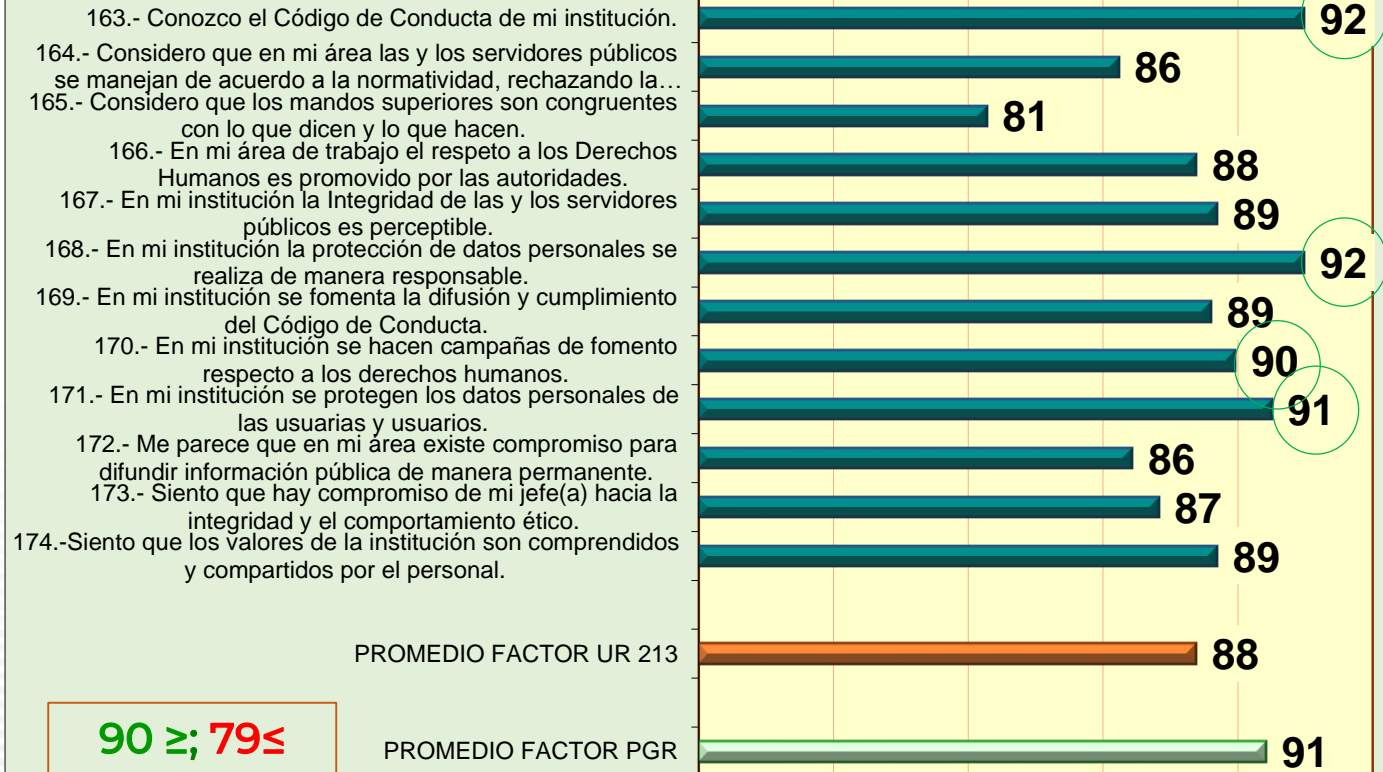 163.- Conozco el Código de Conducta de mi institución.
92
164.- Considero que en mi área las y los servidores públicos
se manejan de acuerdo a la normatividad, rechazando la…
86
165.- Considero que los mandos superiores son congruentes
con lo que dicen y lo que hacen.
81
166.- En mi área de trabajo el respeto a los Derechos
Humanos es promovido por las autoridades.
88
167.- En mi institución la Integridad de las y los servidores
públicos es perceptible.
89
168.- En mi institución la protección de datos personales se
realiza de manera responsable.
92
169.- En mi institución se fomenta la difusión y cumplimiento
del Código de Conducta.
89
170.- En mi institución se hacen campañas de fomento
respecto a los derechos humanos.
90
171.- En mi institución se protegen los datos personales de
las usuarias y usuarios.
91
172.- Me parece que en mi área existe compromiso para
difundir información pública de manera permanente.
86
173.- Siento que hay compromiso de mi jefe(a) hacia la
integridad y el comportamiento ético.
87
174.-Siento que los valores de la institución son comprendidos
y compartidos por el personal.
89
PROMEDIO FACTOR UR 213
88
90 ≥; 79≤
PROMEDIO FACTOR PGR
91